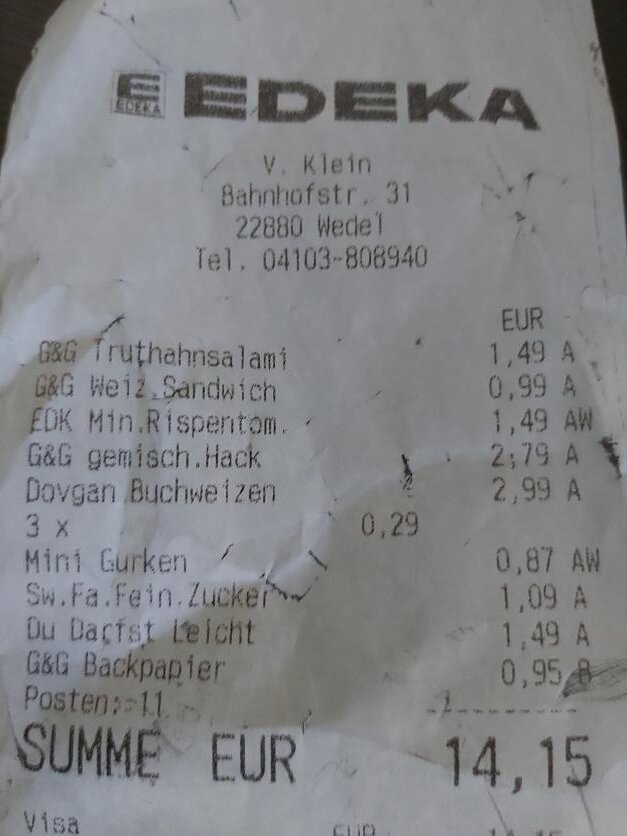 EDEKA EDEKA
V. Klein
Bahnhofstr. 31
22880 Wedel
Tel. 04103-808940
EUR
G&G Truthahnsalami 1,49 A
G&G Weiz.Sandwich 0,99 A
EDK Min.Rispentom. 1,49 AW
G&G gemisch.Hack 2,79 A
Dovgan Buchweizen 2,99 A
3 x 0,29
Mini Gurken 0,87 AW
Sw.Fa.Fein.Zucker 1,09 A
Du Darfst Leicht 1,49 A
G&G Backpapier 0,95 B
Posten: 11
SUMME EUR 14,15
Visa EUR